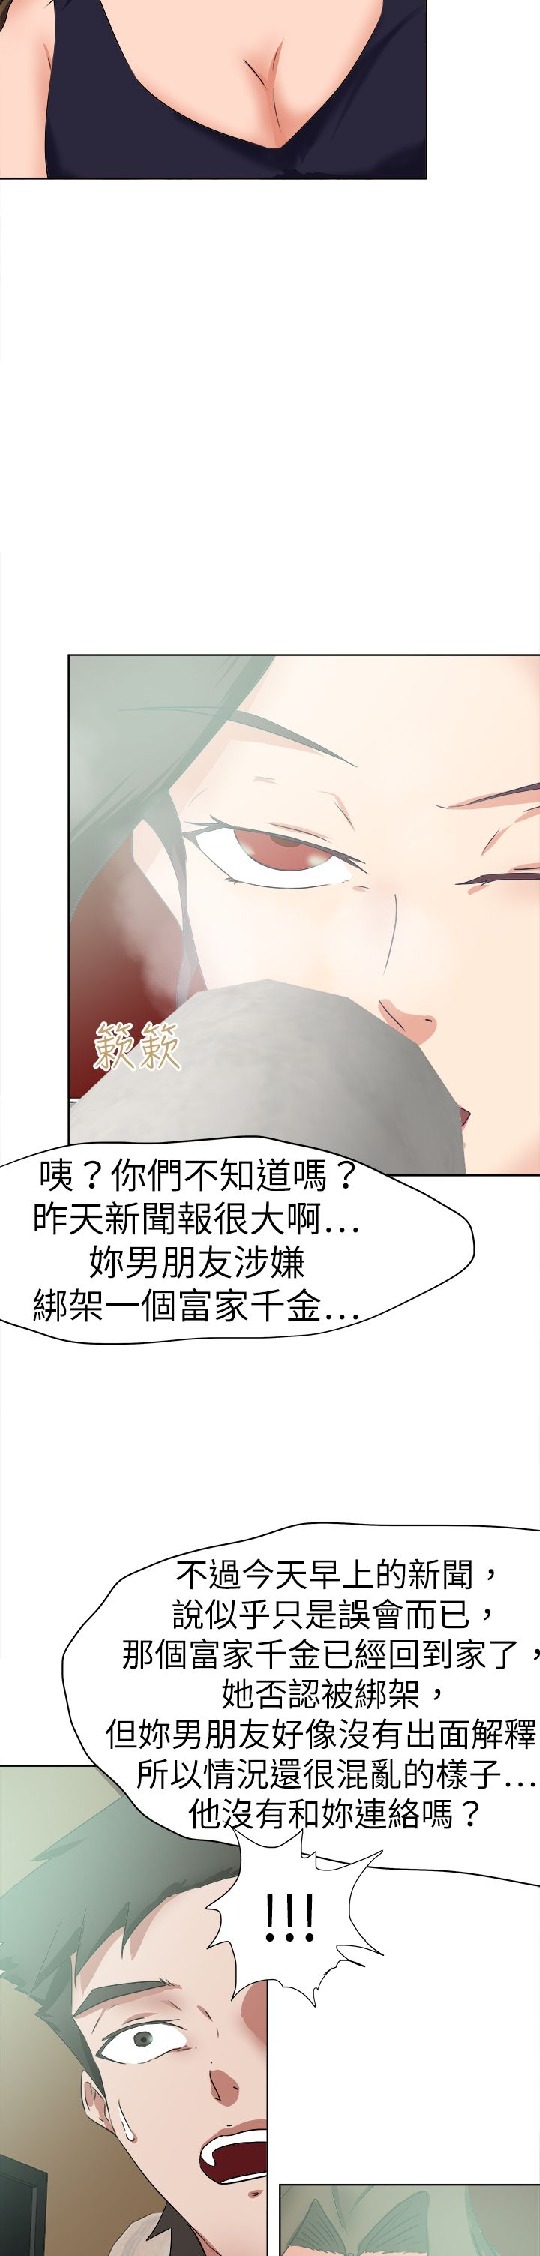 簌簌
咦？你們不知道嗎？
昨天新聞報很大啊...
妳男朋友涉嫌
綁架一個富家千金...
不過今天早上的新聞，
說似乎只是誤會而已，
那個富家千金已經回到家了，
她否認被綁架，
但妳男朋友好像沒有出面解釋
所以情況還很混亂的樣子...
他沒有和妳連絡嗎？
!!!